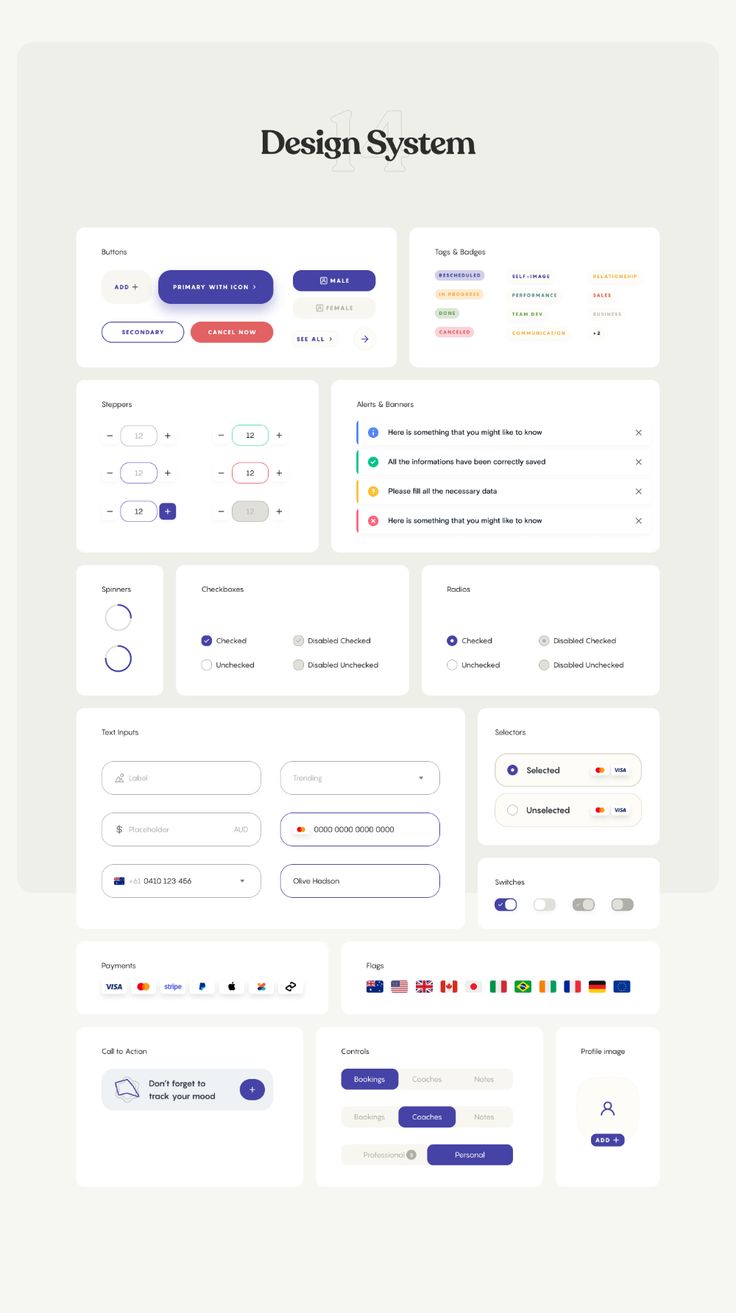 14
Design System
Buttons
ADD
PRIMARY WITH ICON
MALE
FEMALE
SECONDARY
CANCEL NOW
SEE ALL
Tags & Badges
RESCHEDULED
SELF-IMAGE
RELATIONSHIP
IN PROGRESS
PERFORMANCE
SALES
DONE
TEAM DEV
BUSINESS
CANCELED
COMMUNICATION
+2
Steppers
− 12 +
− 12 +
− 12 +
− 12 +
− 12 +
− 12 +
Alerts & Banners
Here is something that you might like to know
All the informations have been correctly saved
Please fill all the necessary data
Here is something that you might like to know
Spinners
Checkboxes
Checked
Disabled Checked
Unchecked
Disabled Unchecked
Radios
Checked
Disabled Checked
Unchecked
Disabled Unchecked
Text Inputs
Label
Trending
$ Placeholder AUD
0000 0000 0000 0000
+61 0410 123 456
Olive Hadson
Selectors
Selected VISA
Unselected VISA
Switches
Payments
VISA stripe
Flags
Call to Action
Don't forget to
track your mood
Controls
Bookings Coaches Notes
Bookings Coaches Notes
Professional Personal
Profile image
ADD +